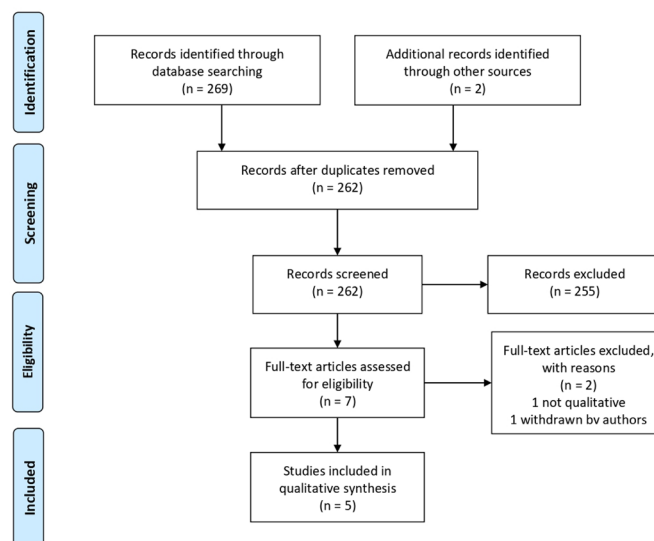 Identification
Records identified through
database searching
(n = 269)
Additional records identified
through other sources
(n = 2)
Screening
Records after duplicates removed
(n = 262)
Records screened
(n = 262)
Records excluded
(n = 255)
Eligibility
Full-text articles assessed
for eligibility
(n = 7)
Full-text articles excluded,
with reasons
(n = 2)
1 not qualitative
1 withdrawn by authors
Included
Studies included in
qualitative synthesis
(n = 5)